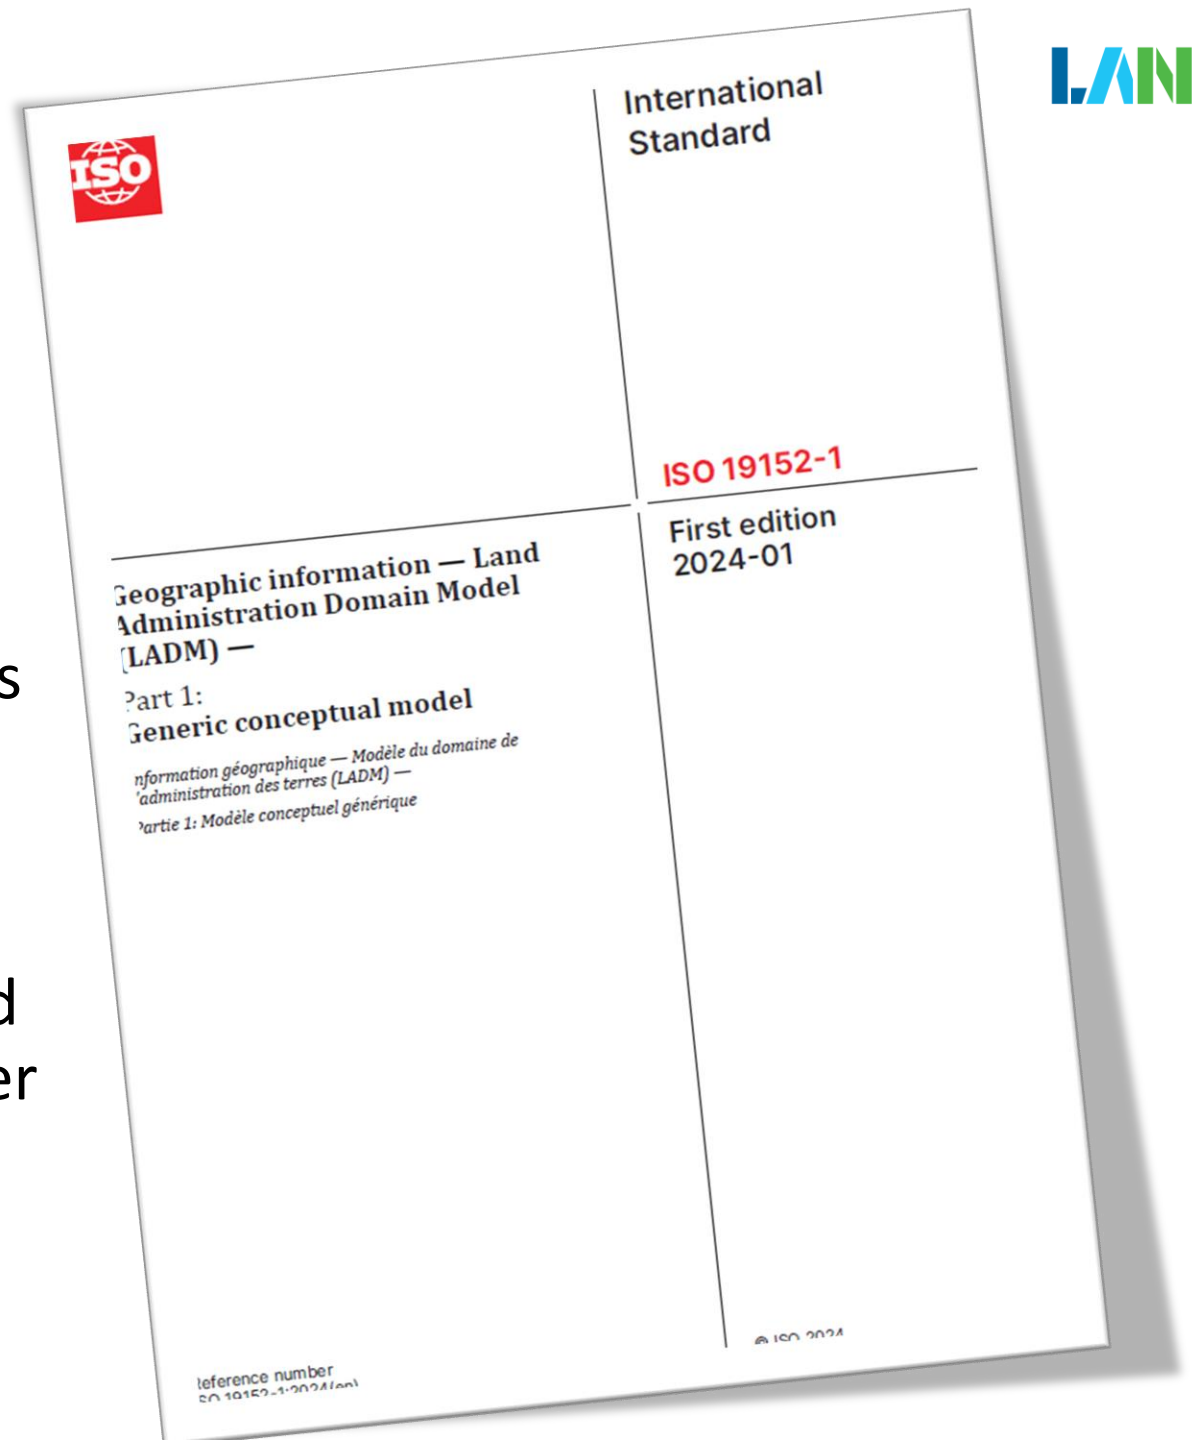 LAN
International
Standard
ISO
ISO 19152-1
First edition
2024-01
Geographic information — Land
Administration Domain Model
(LADM) —
Part 1:
Generic conceptual model
nformation géographique — Modèle du domaine de
'administration des terres (LADM) —
Partie 1: Modèle conceptuel générique
s
d
er
© ISO 2024
Reference number
ISO 19152-1:2024(en)